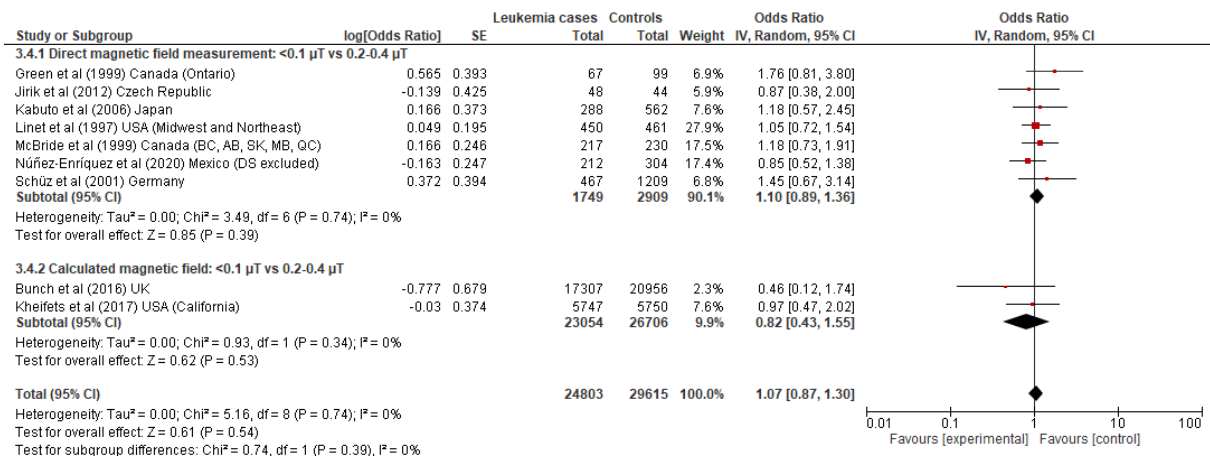 Leukemia cases Controls Odds Ratio Odds Ratio
Study or Subgroup log[Odds Ratio] SE Total Total Weight IV, Random, 95% CI IV, Random, 95% CI
3.4.1 Direct magnetic field measurement: <0.1 µT vs 0.2-0.4 µT
Green et al (1999) Canada (Ontario) 0.565 0.393 67 99 6.9% 1.76 [0.81, 3.80]
Jirik et al (2012) Czech Republic -0.139 0.425 48 44 5.9% 0.87 [0.38, 2.00]
Kabuto et al (2006) Japan 0.166 0.373 288 562 7.6% 1.18 [0.57, 2.45]
Linet et al (1997) USA (Midwest and Northeast) 0.049 0.195 450 461 27.9% 1.05 [0.72, 1.54]
McBride et al (1999) Canada (BC, AB, SK, MB, QC) 0.166 0.246 217 230 17.5% 1.18 [0.73, 1.91]
Núñez-Enríquez et al (2020) Mexico (DS excluded) -0.163 0.247 212 304 17.4% 0.85 [0.52, 1.38]
Schüz et al (2001) Germany 0.372 0.394 467 1209 6.8% 1.45 [0.67, 3.14]
Subtotal (95% CI) 1749 2909 90.1% 1.10 [0.89, 1.36]
Heterogeneity: Tau² = 0.00; Chi² = 3.49, df = 6 (P = 0.74); I² = 0%
Test for overall effect: Z = 0.85 (P = 0.39)
3.4.2 Calculated magnetic field: <0.1 µT vs 0.2-0.4 µT
Bunch et al (2016) UK -0.777 0.679 17307 20956 2.3% 0.46 [0.12, 1.74]
Kheifets et al (2017) USA (California) -0.03 0.374 5747 5750 7.6% 0.97 [0.47, 2.02]
Subtotal (95% CI) 23054 26706 9.9% 0.82 [0.43, 1.55]
Heterogeneity: Tau² = 0.00; Chi² = 0.93, df = 1 (P = 0.34); I² = 0%
Test for overall effect: Z = 0.62 (P = 0.53)
Total (95% CI) 24803 29615 100.0% 1.07 [0.87, 1.30]
Heterogeneity: Tau² = 0.00; Chi² = 5.16, df = 8 (P = 0.74); I² = 0%
Test for overall effect: Z = 0.61 (P = 0.54)
Test for subgroup differences: Chi² = 0.74, df = 1 (P = 0.39), I² = 0%
0.01 0.1 1 10 100
Favours [experimental] Favours [control]